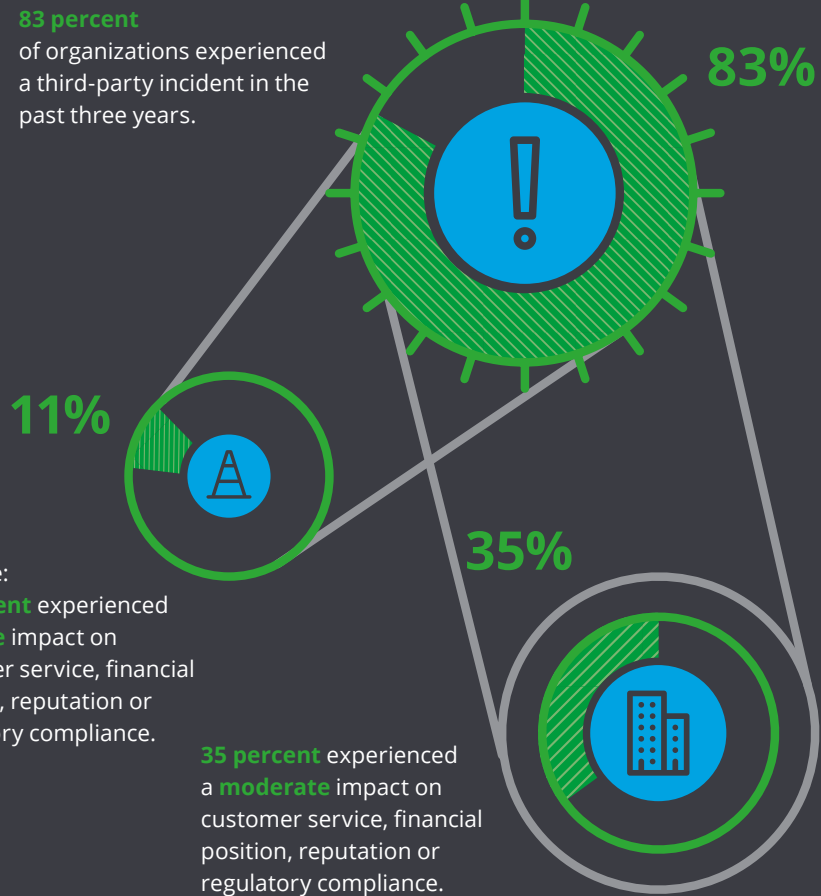 83 percent
of organizations experienced
a third-party incident in the
past three years.
83%
11%
35%
e:
ent experienced
e impact on
er service, financial
, reputation or
ory compliance.
35 percent experienced
a moderate impact on
customer service, financial
position, reputation or
regulatory compliance.